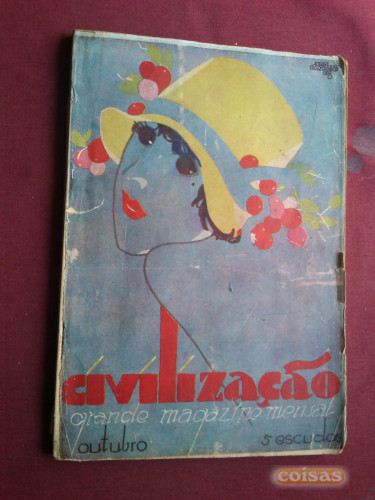 civilização
grande magazine mensal
outubro
5 escudos
coisas